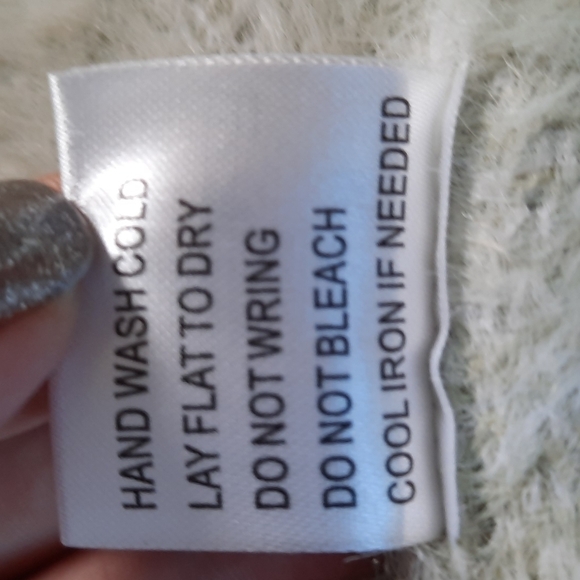 HAND WASH COLD
LAY FLAT TO DRY
DO NOT WRING
DO NOT BLEACH
COOL IRON IF NEEDED